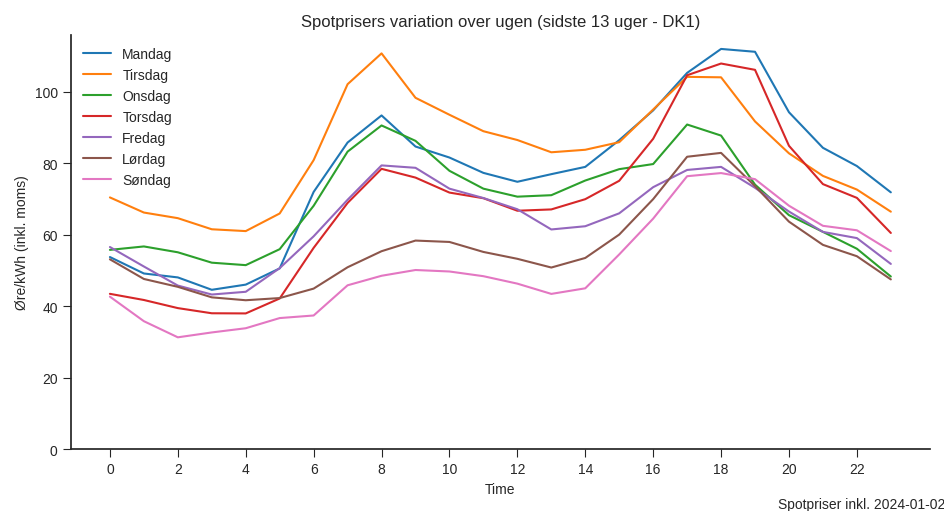 Spotprisers variation over ugen (sidste 13 uger - DK1)
Mandag
Tirsdag
Onsdag
Torsdag
Fredag
Lørdag
Søndag
Øre/kWh (inkl. moms)
100
80
60
40
20
0
0 2 4 6 8 10 12 14 16 18 20 22
Time
Spotpriser inkl. 2024-01-02